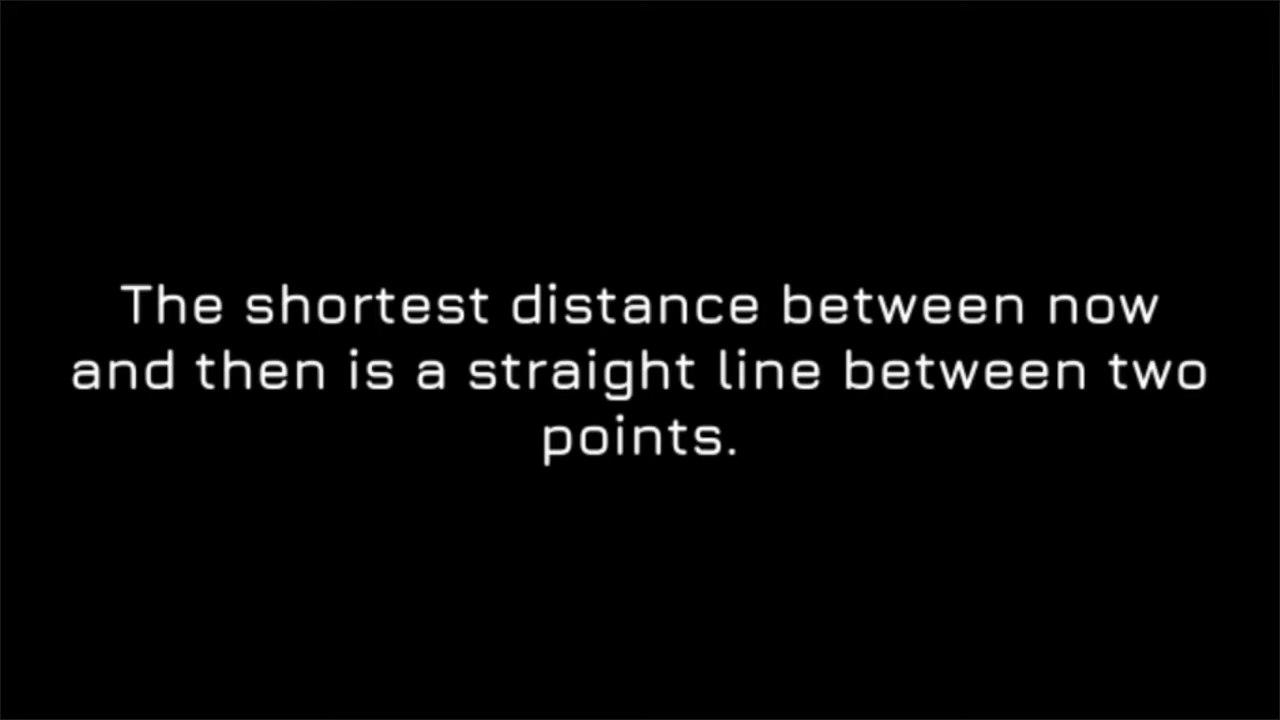 The shortest distance between now
and then is a straight line between two
points.